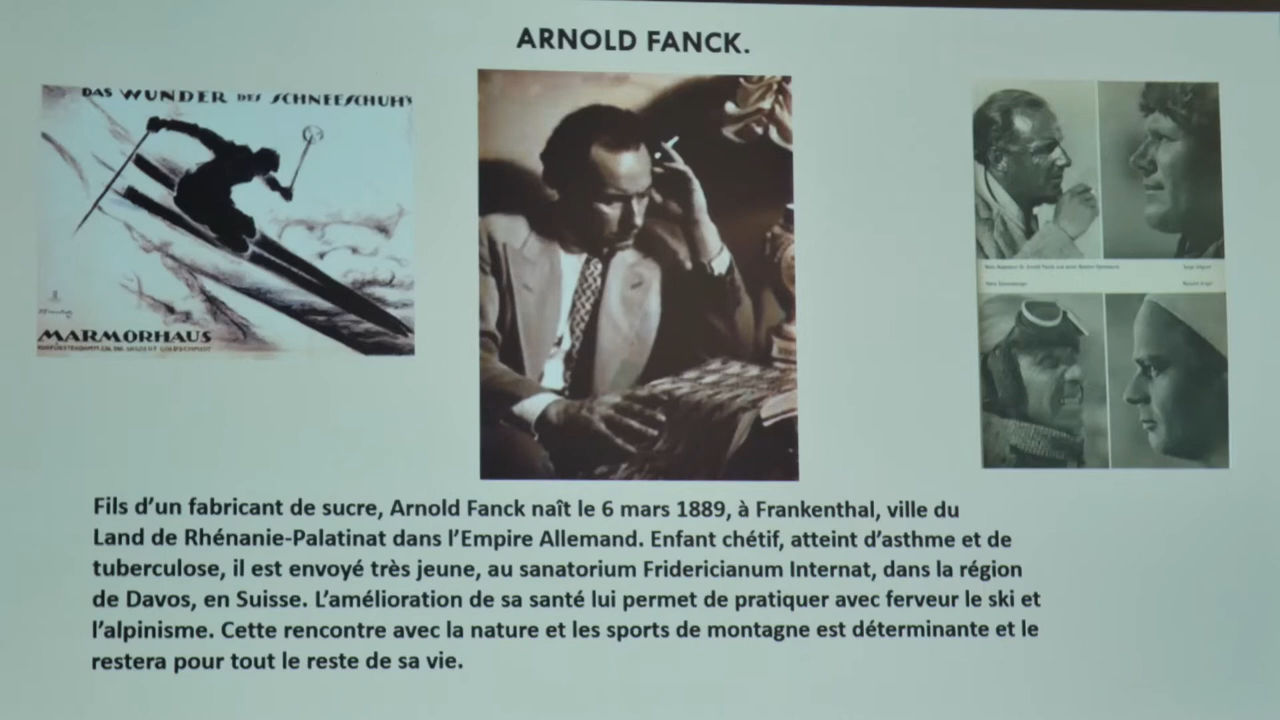 ARNOLD FANCK.
DAS WUNDER DES SCHNEESCHUHS
MARMORHAUS
Fils d’un fabricant de sucre, Arnold Fanck naît le 6 mars 1889, à Frankenthal, ville du
Land de Rhénanie-Palatinat dans l’Empire Allemand. Enfant chétif, atteint d’asthme et de
tuberculose, il est envoyé très jeune, au sanatorium Fridericianum Internat, dans la région
de Davos, en Suisse. L’amélioration de sa santé lui permet de pratiquer avec ferveur le ski et
l’alpinisme. Cette rencontre avec la nature et les sports de montagne est déterminante et le
restera pour tout le reste de sa vie.